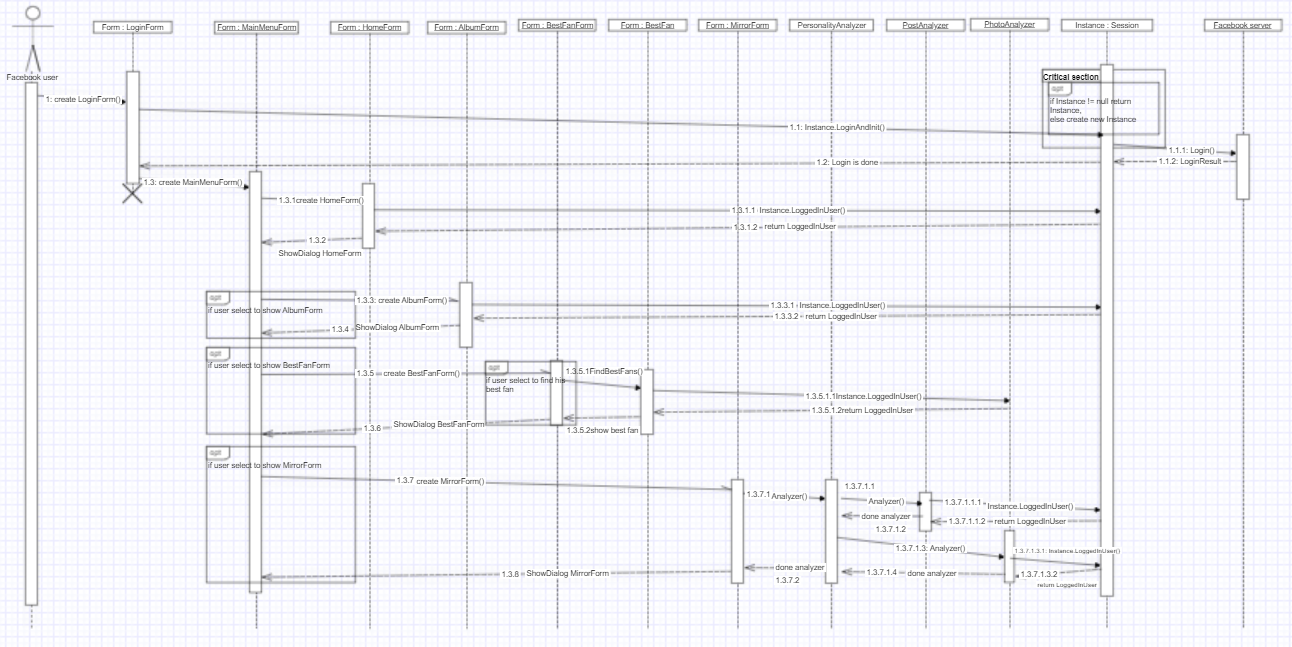 Form : LoginForm
Form : MainMenuForm
Form : HomeForm
Form : AlbumForm
Form : BestFanForm
Form : BestFan
Form : MirrorForm
PersonalityAnalyzer
PostAnalyzer
PhotoAnalyzer
Instance : Session
Facebook server
Facebook user
Critical section
opt
if Instance != null return
Instance,
else create new Instance
1: create LoginForm()
1.1: Instance.LoginAndInit()
1.1.1: Login()
1.1.2: LoginResult
1.2: Login is done
1.3: create MainMenuForm()
1.3.1create HomeForm()
1.3.1.1 Instance.LoggedInUser()
1.3.1.2 return LoggedInUser
1.3.2
ShowDialog HomeForm
opt
if user select to show AlbumForm
1.3.3: create AlbumForm()
1.3.3.1 Instance.LoggedInUser()
1.3.3.2 return LoggedInUser
1.3.4 ShowDialog AlbumForm
opt
if user select to show BestFanForm
1.3.5 create BestFanForm()
opt
if user select to find his
best fan
1.3.5.1FindBestFans()
1.3.5.1.1Instance.LoggedInUser()
1.3.5.1.2return LoggedInUser
1.3.5.2show best fan
1.3.6 ShowDialog BestFanForm
opt
if user select to show MirrorForm
1.3.7 create MirrorForm()
1.3.7.1 Analyzer()
1.3.7.1.1
Analyzer()
1.3.7.1.1.1 Instance.LoggedInUser()
done analyzer
1.3.7.1.1.2 return LoggedInUser
1.3.7.1.2
1.3.7.1.3: Analyzer()
1.3.7.1.3.1: Instance.LoggedInUser()
done analyzer
1.3.7.2
1.3.7.1.4 done analyzer
1.3.7.1.3.2
return LoggedInUser
1.3.8 ShowDialog MirrorForm